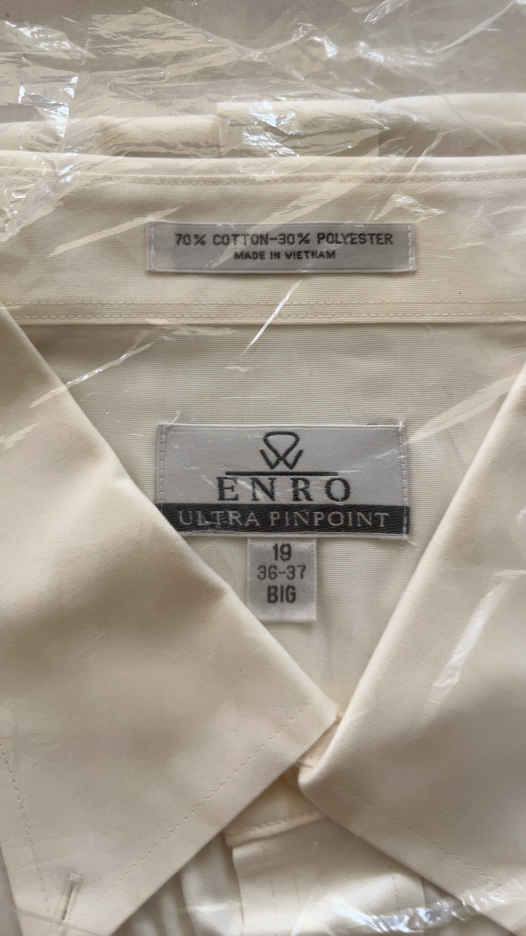 70% COTTON-30% POLYESTER
MADE IN VIETNAM
ENRO
ULTRA PINPOINT
19
36-37
BIG